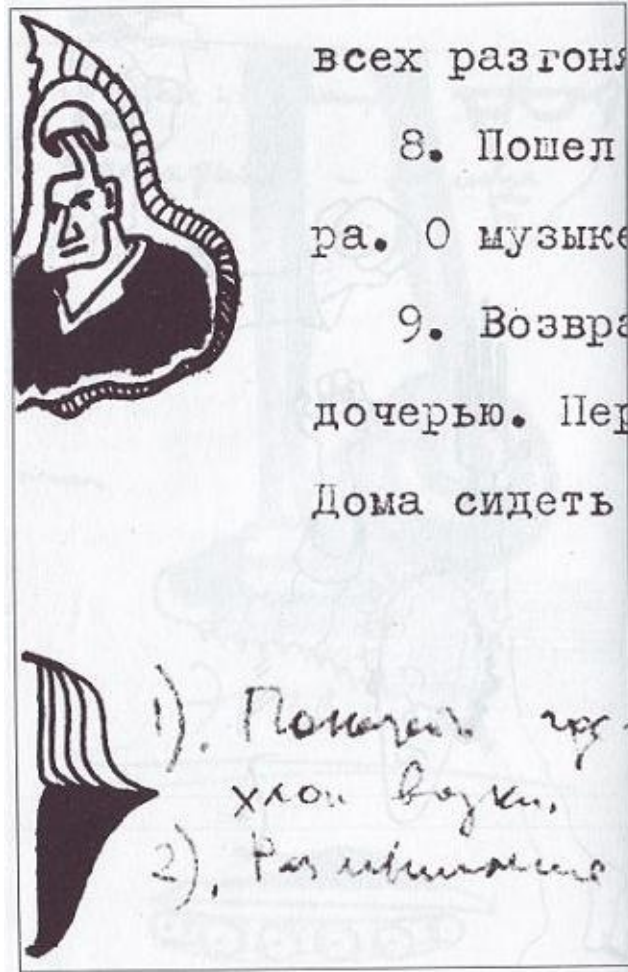 всех разгоня
8. Пошел
ра. О музыке
9. Возвра
дочерью. Пер
Дома сидеть
1).
2).